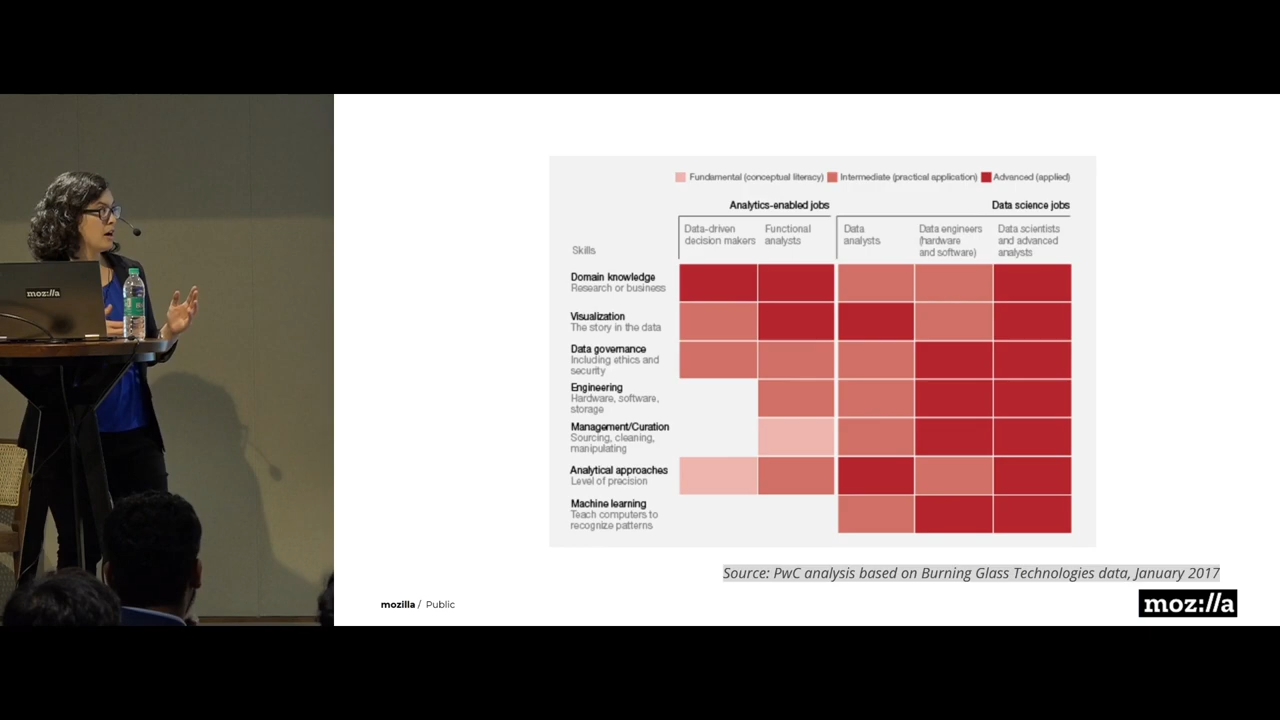 moz://a
Fundamental (conceptual literacy) Intermediate (practical application) Advanced (applied)
Analytics-enabled jobs Data science jobs
Skills
Data-driven
decision makers
Functional
analysts
Data
analysts
Data engineers
(hardware
and software)
Data scientists
and advanced
analysts
Domain knowledge
Research or business
Visualization
The story in the data
Data governance
Including ethics and
security
Engineering
Hardware, software,
storage
Management/Curation
Sourcing, cleaning,
manipulating
Analytical approaches
Level of precision
Machine learning
Teach computers to
recognize patterns
Source: PwC analysis based on Burning Glass Technologies data, January 2017
mozilla / Public
moz://a